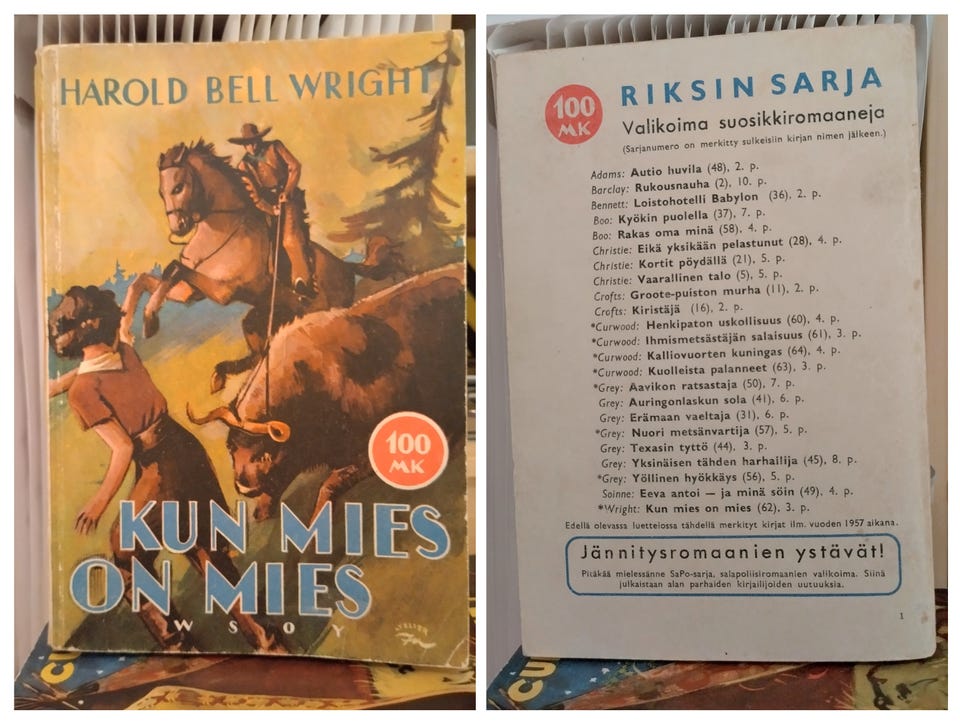 HAROLD BELL WRIGHT
100
MK
KUN MIES
ON MIES
WSOY
ATELIER
CU
100
MK
RIKSIN SARJA
Valikoima suosikkiromaaneja
(Sarjanumero on merkitty sulkeisiin kirjan nimen jälkeen.)
Adams: Autio huvila (48), 2. p.
Barclay: Rukousnauha (2), 10. p.
Bennett: Loistohotelli Babylon (36), 2. p.
Boo: Kyökin puolella (37), 7. p.
Boo: Rakas oma minä (58), 4. p.
Christie: Eikä yksikään pelastunut (28), 4. p.
Christie: Kortit pöydällä (21), 5. p.
Christie: Vaarallinen talo (5), 5. p.
Crofts: Groote-puiston murha (11), 2. p.
Crofts: Kiristäjä (16), 2. p.
*Curwood: Henkipaton uskollisuus (60), 4. p.
*Curwood: Ihmismetsästäjän salaisuus (61), 3. p.
*Curwood: Kalliovuorten kuningas (64), 4. p.
*Curwood: Kuolleista palanneet (63), 3. p.
*Grey: Aavikon ratsastaja (50), 7. p.
Grey: Auringonlaskun sola (41), 6. p.
Grey: Erämaan vaeltaja (31), 6. p.
*Grey: Nuori metsänvartija (57), 5. p.
Grey: Texasin tyttö (44), 3. p.
Grey: Yksinäisen tähden harhailija (45), 8. p.
*Grey: Yöllinen hyökkäys (56), 5. p.
Soinne: Eeva antoi — ja minä söin (49), 4. p.
*Wright: Kun mies on mies (62), 3. p.
Edellä olevassa luettelossa tähdellä merkityt kirjat ilm. vuoden 1957 aikana.
Jännitysromaanien ystävät!
Pitäkää mielessänne SaPo-sarja, salapoliisiromaanien valikoima. Siinä
julkaistaan alan parhaiden kirjailijoiden uutuuksia.
1
CU